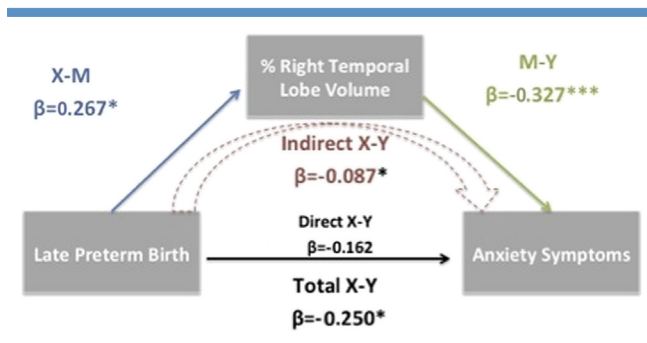 X-M
β=0.267*
% Right Temporal
Lobe Volume
M-Y
β=-0.327***
Indirect X-Y
β=-0.087*
Late Preterm Birth
Direct X-Y
β=-0.162
Total X-Y
β=-0.250*
Anxiety Symptoms